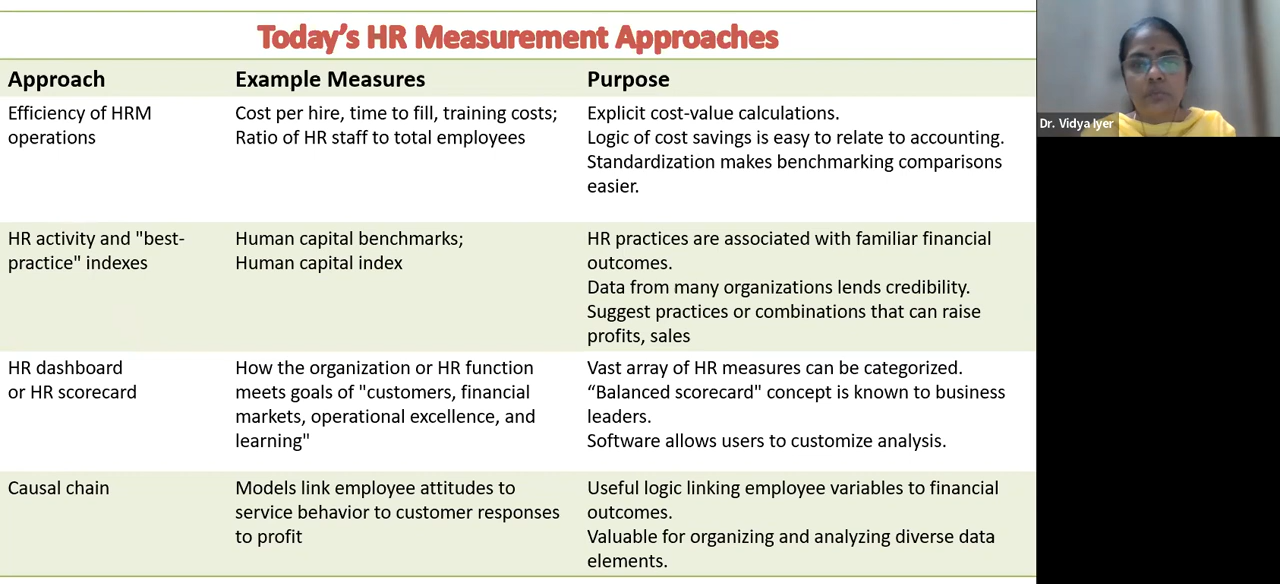 Today's HR Measurement Approaches
Approach Example Measures Purpose
Efficiency of HRM
operations
Cost per hire, time to fill, training costs;
Ratio of HR staff to total employees
Explicit cost-value calculations.
Logic of cost savings is easy to relate to accounting.
Standardization makes benchmarking comparisons
easier.
HR activity and "best-
practice" indexes
Human capital benchmarks;
Human capital index
HR practices are associated with familiar financial
outcomes.
Data from many organizations lends credibility.
Suggest practices or combinations that can raise
profits, sales
HR dashboard
or HR scorecard
How the organization or HR function
meets goals of "customers, financial
markets, operational excellence, and
learning"
Vast array of HR measures can be categorized.
“Balanced scorecard" concept is known to business
leaders.
Software allows users to customize analysis.
Causal chain
Models link employee attitudes to
service behavior to customer responses
to profit
Useful logic linking employee variables to financial
outcomes.
Valuable for organizing and analyzing diverse data
elements.
Dr. Vidya Iyer